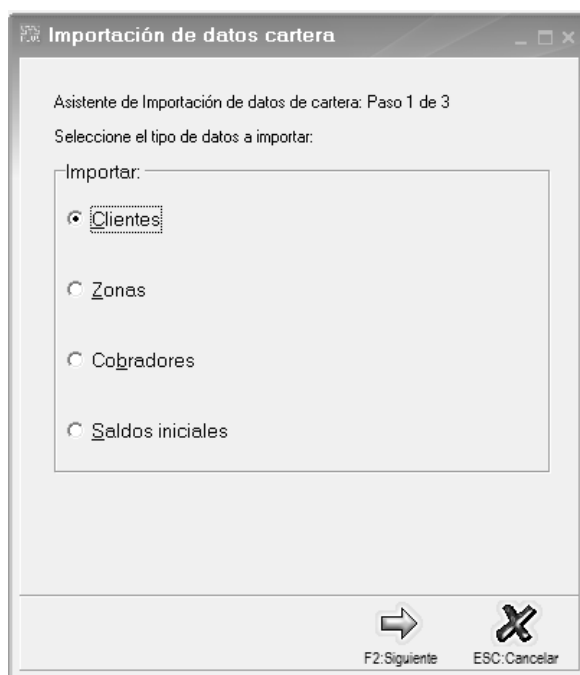 Importación de datos cartera
Asistente de Importación de datos de cartera: Paso 1 de 3
Seleccione el tipo de datos a importar:
Importar:
Clientes
Zonas
Cobradores
Saldos iniciales
F2:Siguiente ESC:Cancelar